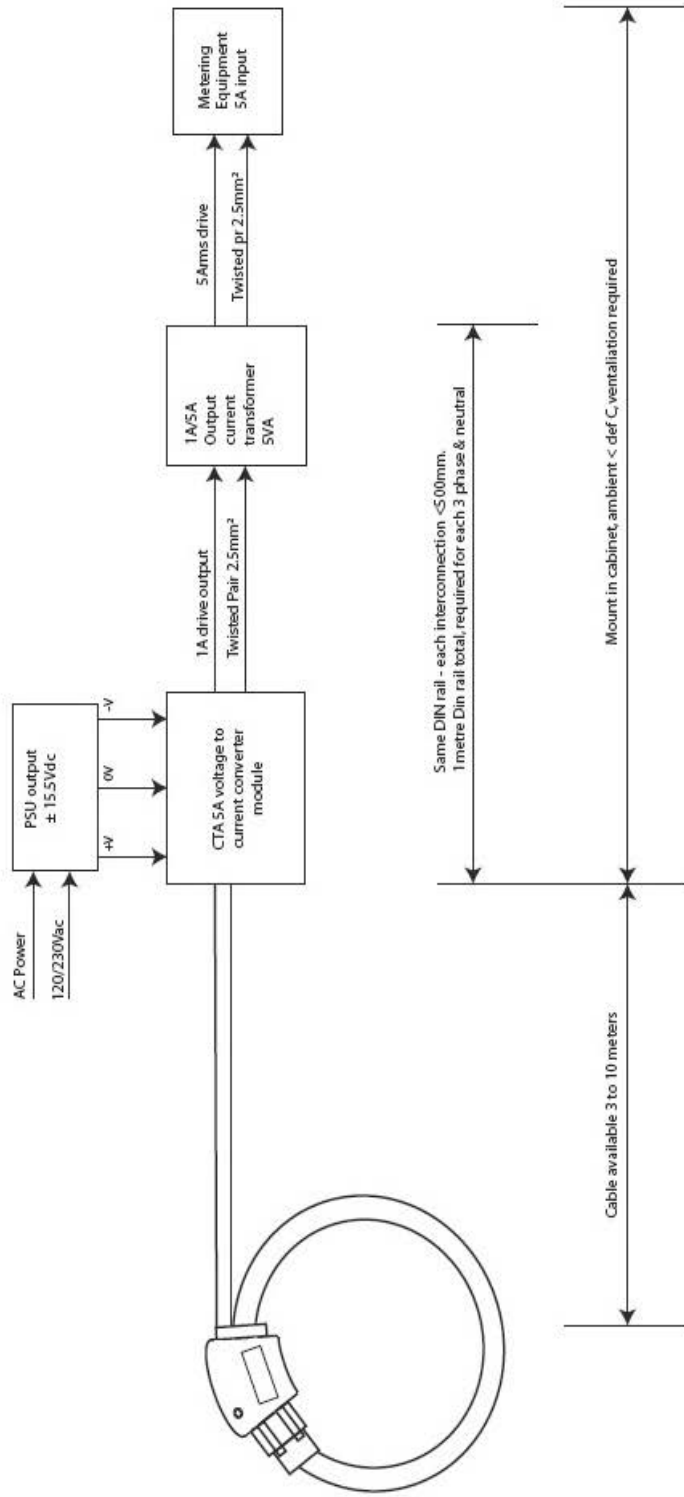 AC Power
120/230Vac
PSU output
± 15.5Vdc
+V
0V
-V
CTA 5A voltage to
current converter
module
1A drive output
Twisted Pair 2.5mm²
1A/5A
Output
current
transformer
5VA
5Arms drive
Twisted pr 2.5mm²
Metering
Equipment
5A input
Same DIN rail - each interconnection <500mm.
1 metre Din rail total, required for each 3 phase & neutral
Cable available 3 to 10 meters
Mount in cabinet, ambient < def C, ventaliation required